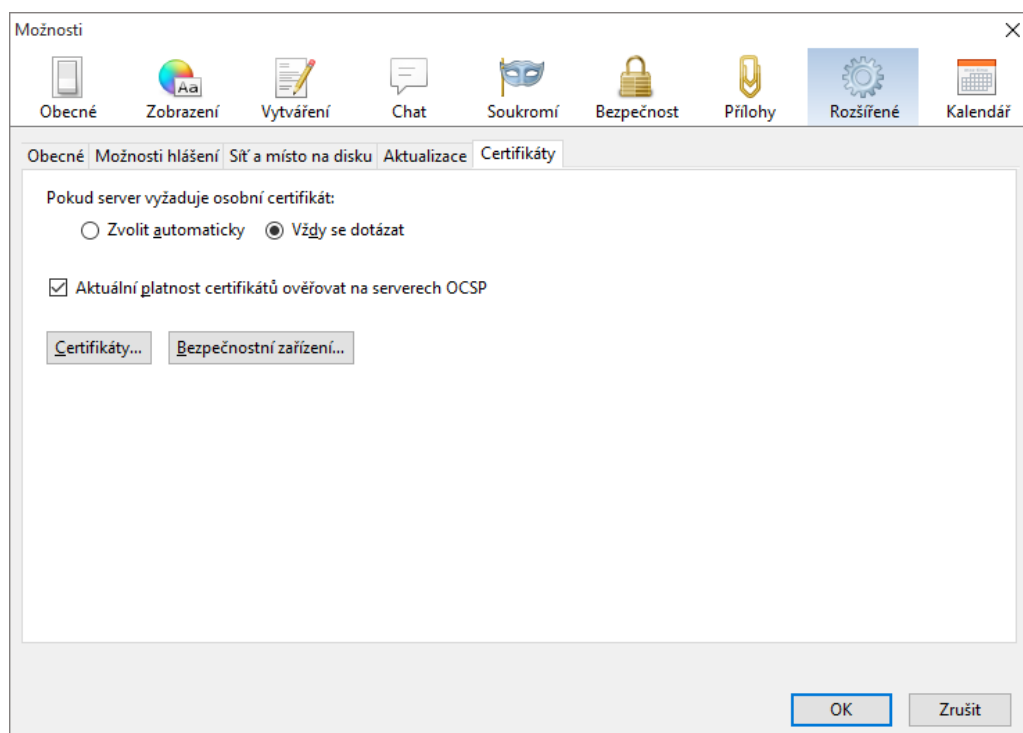 Možnosti
Aa
Obecné Zobrazení Vytváření Chat Soukromí Bezpečnost Přílohy Rozšířené Kalendář
Obecné Možnosti hlášení Síť a místo na disku Aktualizace Certifikáty
Pokud server vyžaduje osobní certifikát:
Zvolit automaticky Vždy se dotázat
Aktuální platnost certifikátů ověřovat na serverech OCSP
Certifikáty... Bezpečnostní zařízení...
OK Zrušit